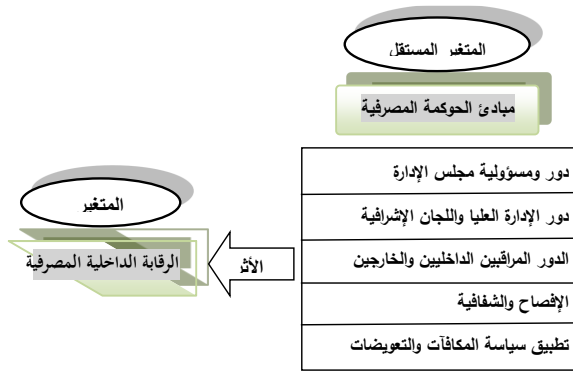 المتغير المستقل
مبادئ الحوكمة المصرفية
دور ومسؤولية مجلس الإدارة
دور الإدارة العليا واللجان الإشرافية
الدور المراقبين الداخليين والخارجين
الإفصاح والشفافية
تطبيق سياسة المكافآت والتعويضات
الأثر
المتغير
الرقابة الداخلية المصرفية